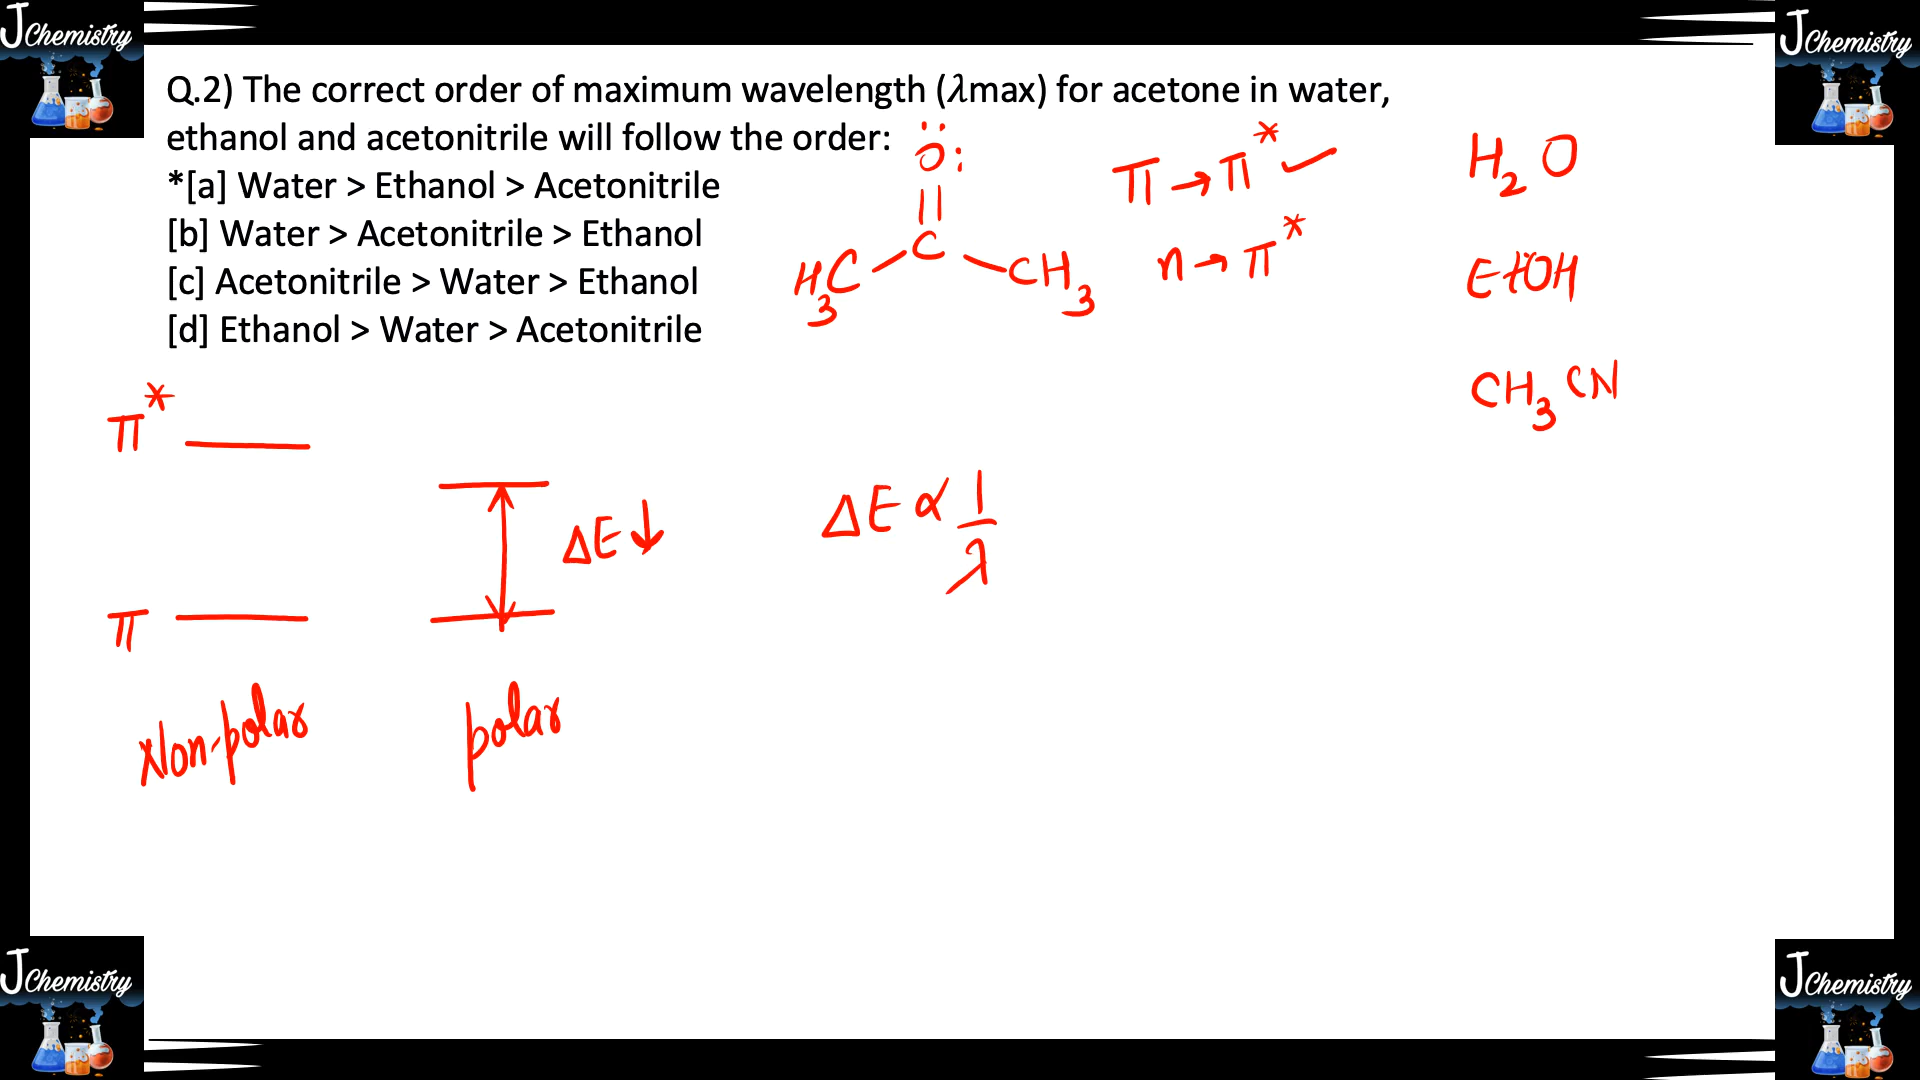 JChemistry
JChemistry
Q.2) The correct order of maximum wavelength (λmax) for acetone in water,
ethanol and acetonitrile will follow the order:
*[a] Water > Ethanol > Acetonitrile
[b] Water > Acetonitrile > Ethanol
[c] Acetonitrile > Water > Ethanol
[d] Ethanol > Water > Acetonitrile
:O:
||
C
H₃C
CH₃
π→π* ✓
n→π*
H₂O
EtOH
CH₃CN
π*
π
Non-polar
ΔE↓
polar
ΔE ∝ 1/λ
JChemistry
JChemistry